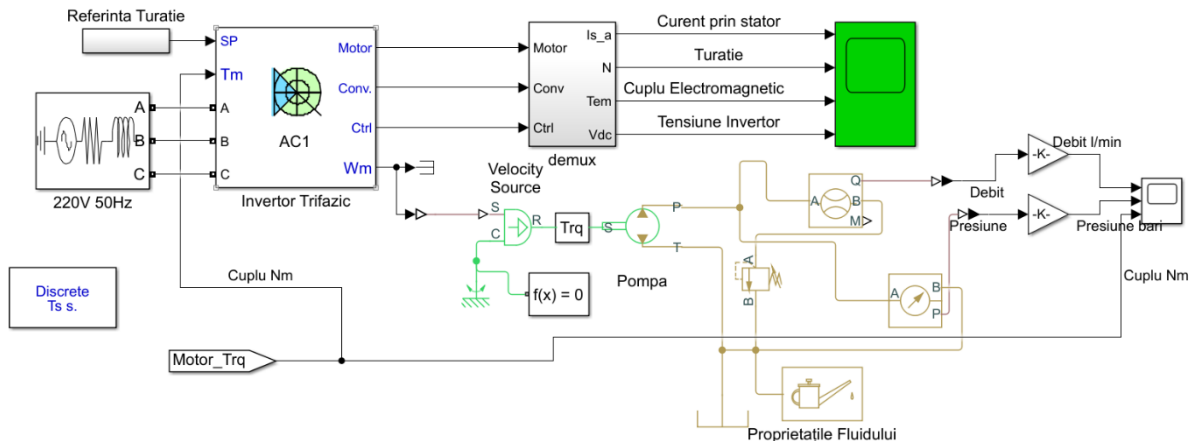 Referinta Turatie
SP
Tm
A
B
C
Motor
Conv.
Ctrl
Wm
AC1
Invertor Trifazic
A
B
C
220V 50Hz
Motor
Conv
Ctrl
Is_a
N
Tem
Vdc
demux
Curent prin stator
Turatie
Cuplu Electromagnetic
Tensiune Invertor
Velocity
Source
S
C
R
Trq
S
P
T
Pompa
f(x) = 0
A
Q
B
M
A
B
A
B
P
Debit
-K-
Debit l/min
Presiune
-K-
Presiune bari
Cuplu Nm
Cuplu Nm
Discrete
Ts s.
Motor_Trq
Proprietațile Fluidului